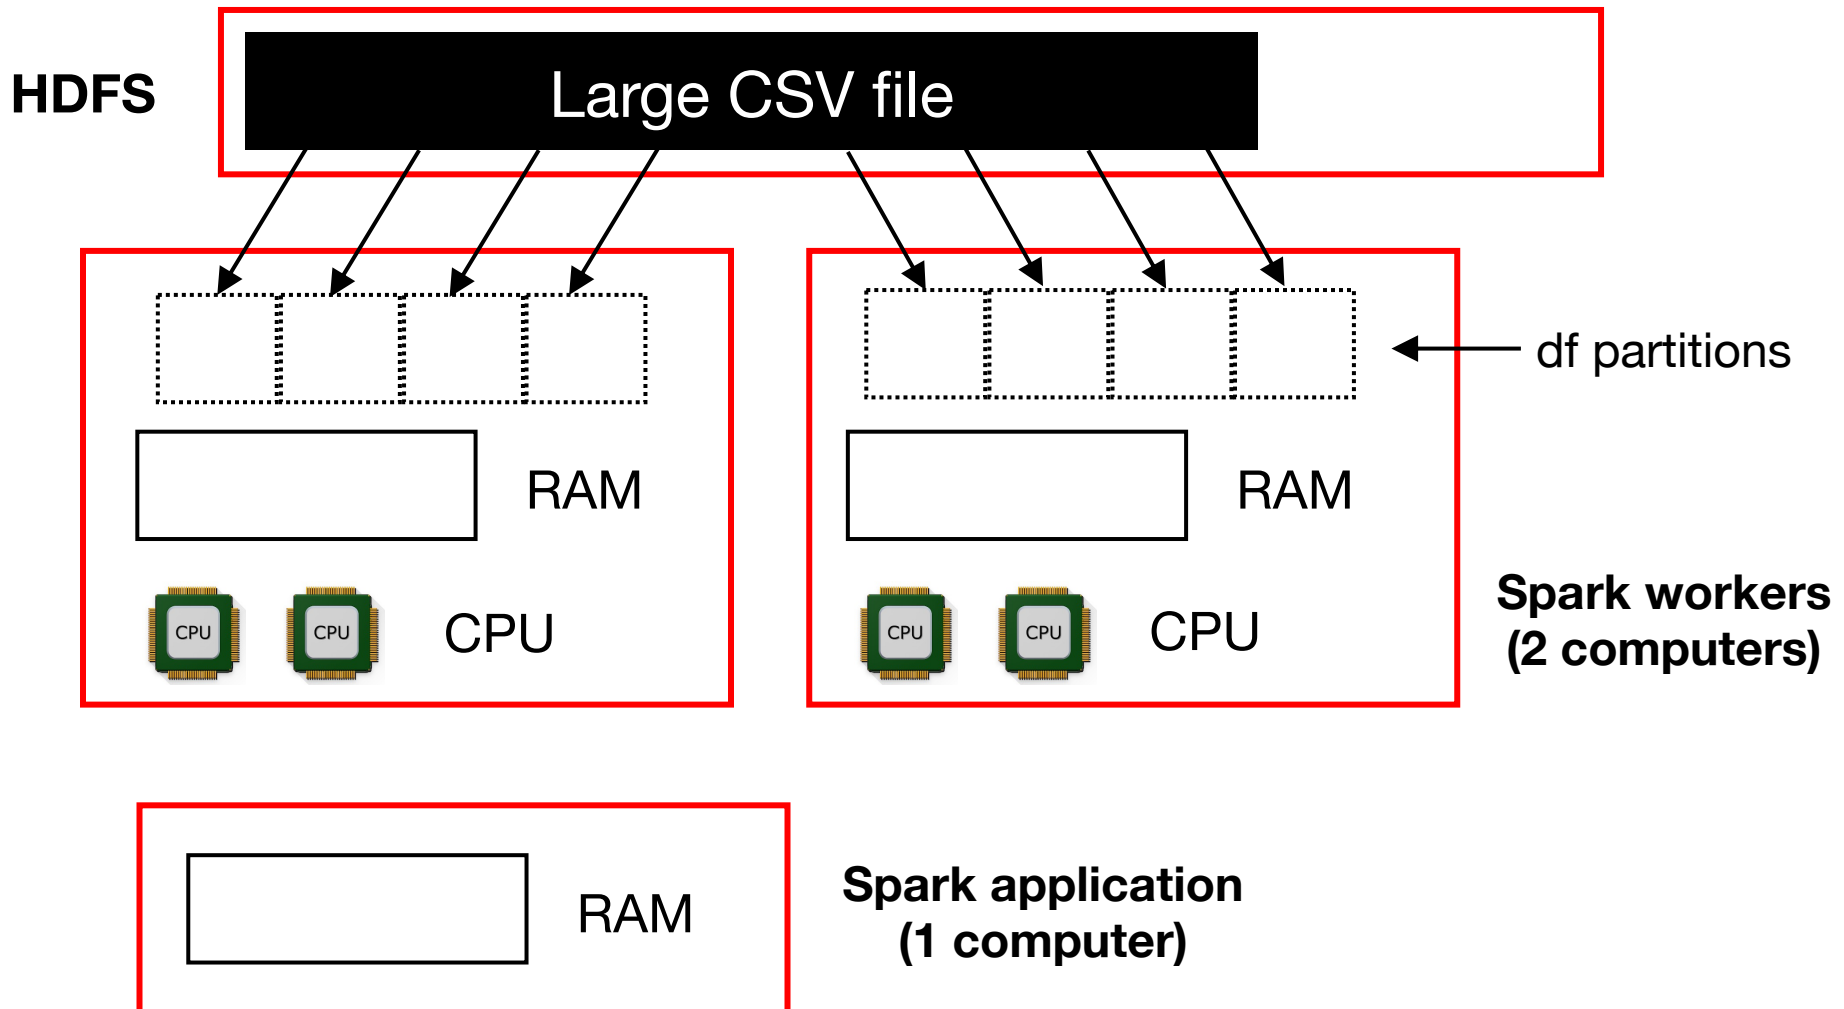 HDFS
Large CSV file
df partitions
RAM
RAM
CPU
CPU
CPU
CPU
CPU
CPU
Spark workers
(2 computers)
RAM
Spark application
(1 computer)